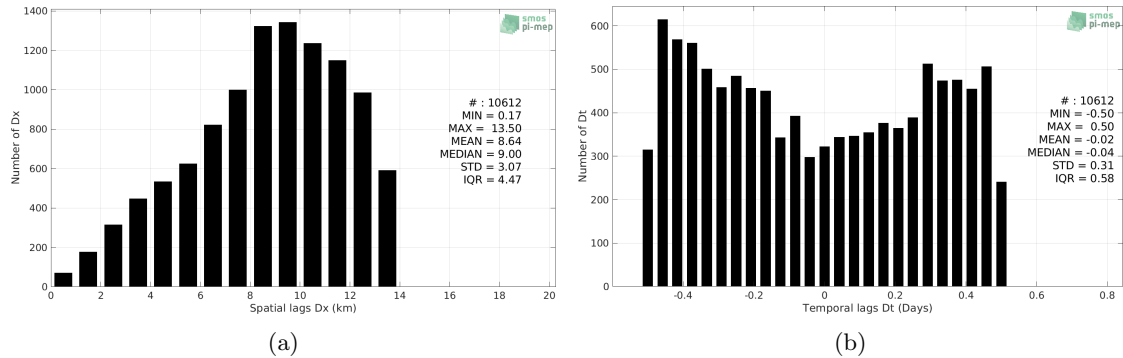 1400
1200
1000
800
600
400
200
0
0 2 4 6 8 10 12 14 16 18 20
Number of Dx
Spatial lags Dx (km)
smos
pi-mep
# : 10612
MIN = 0.17
MAX = 13.50
MEAN = 8.64
MEDIAN = 9.00
STD = 3.07
IQR = 4.47
(a)
600
500
400
300
200
100
0
-0.4 -0.2 0 0.2 0.4 0.6 0.8
Number of Dt
Temporal lags Dt (Days)
smos
pi-mep
# : 10612
MIN = -0.50
MAX = 0.50
MEAN = -0.02
MEDIAN = -0.04
STD = 0.31
IQR = 0.58
(b)